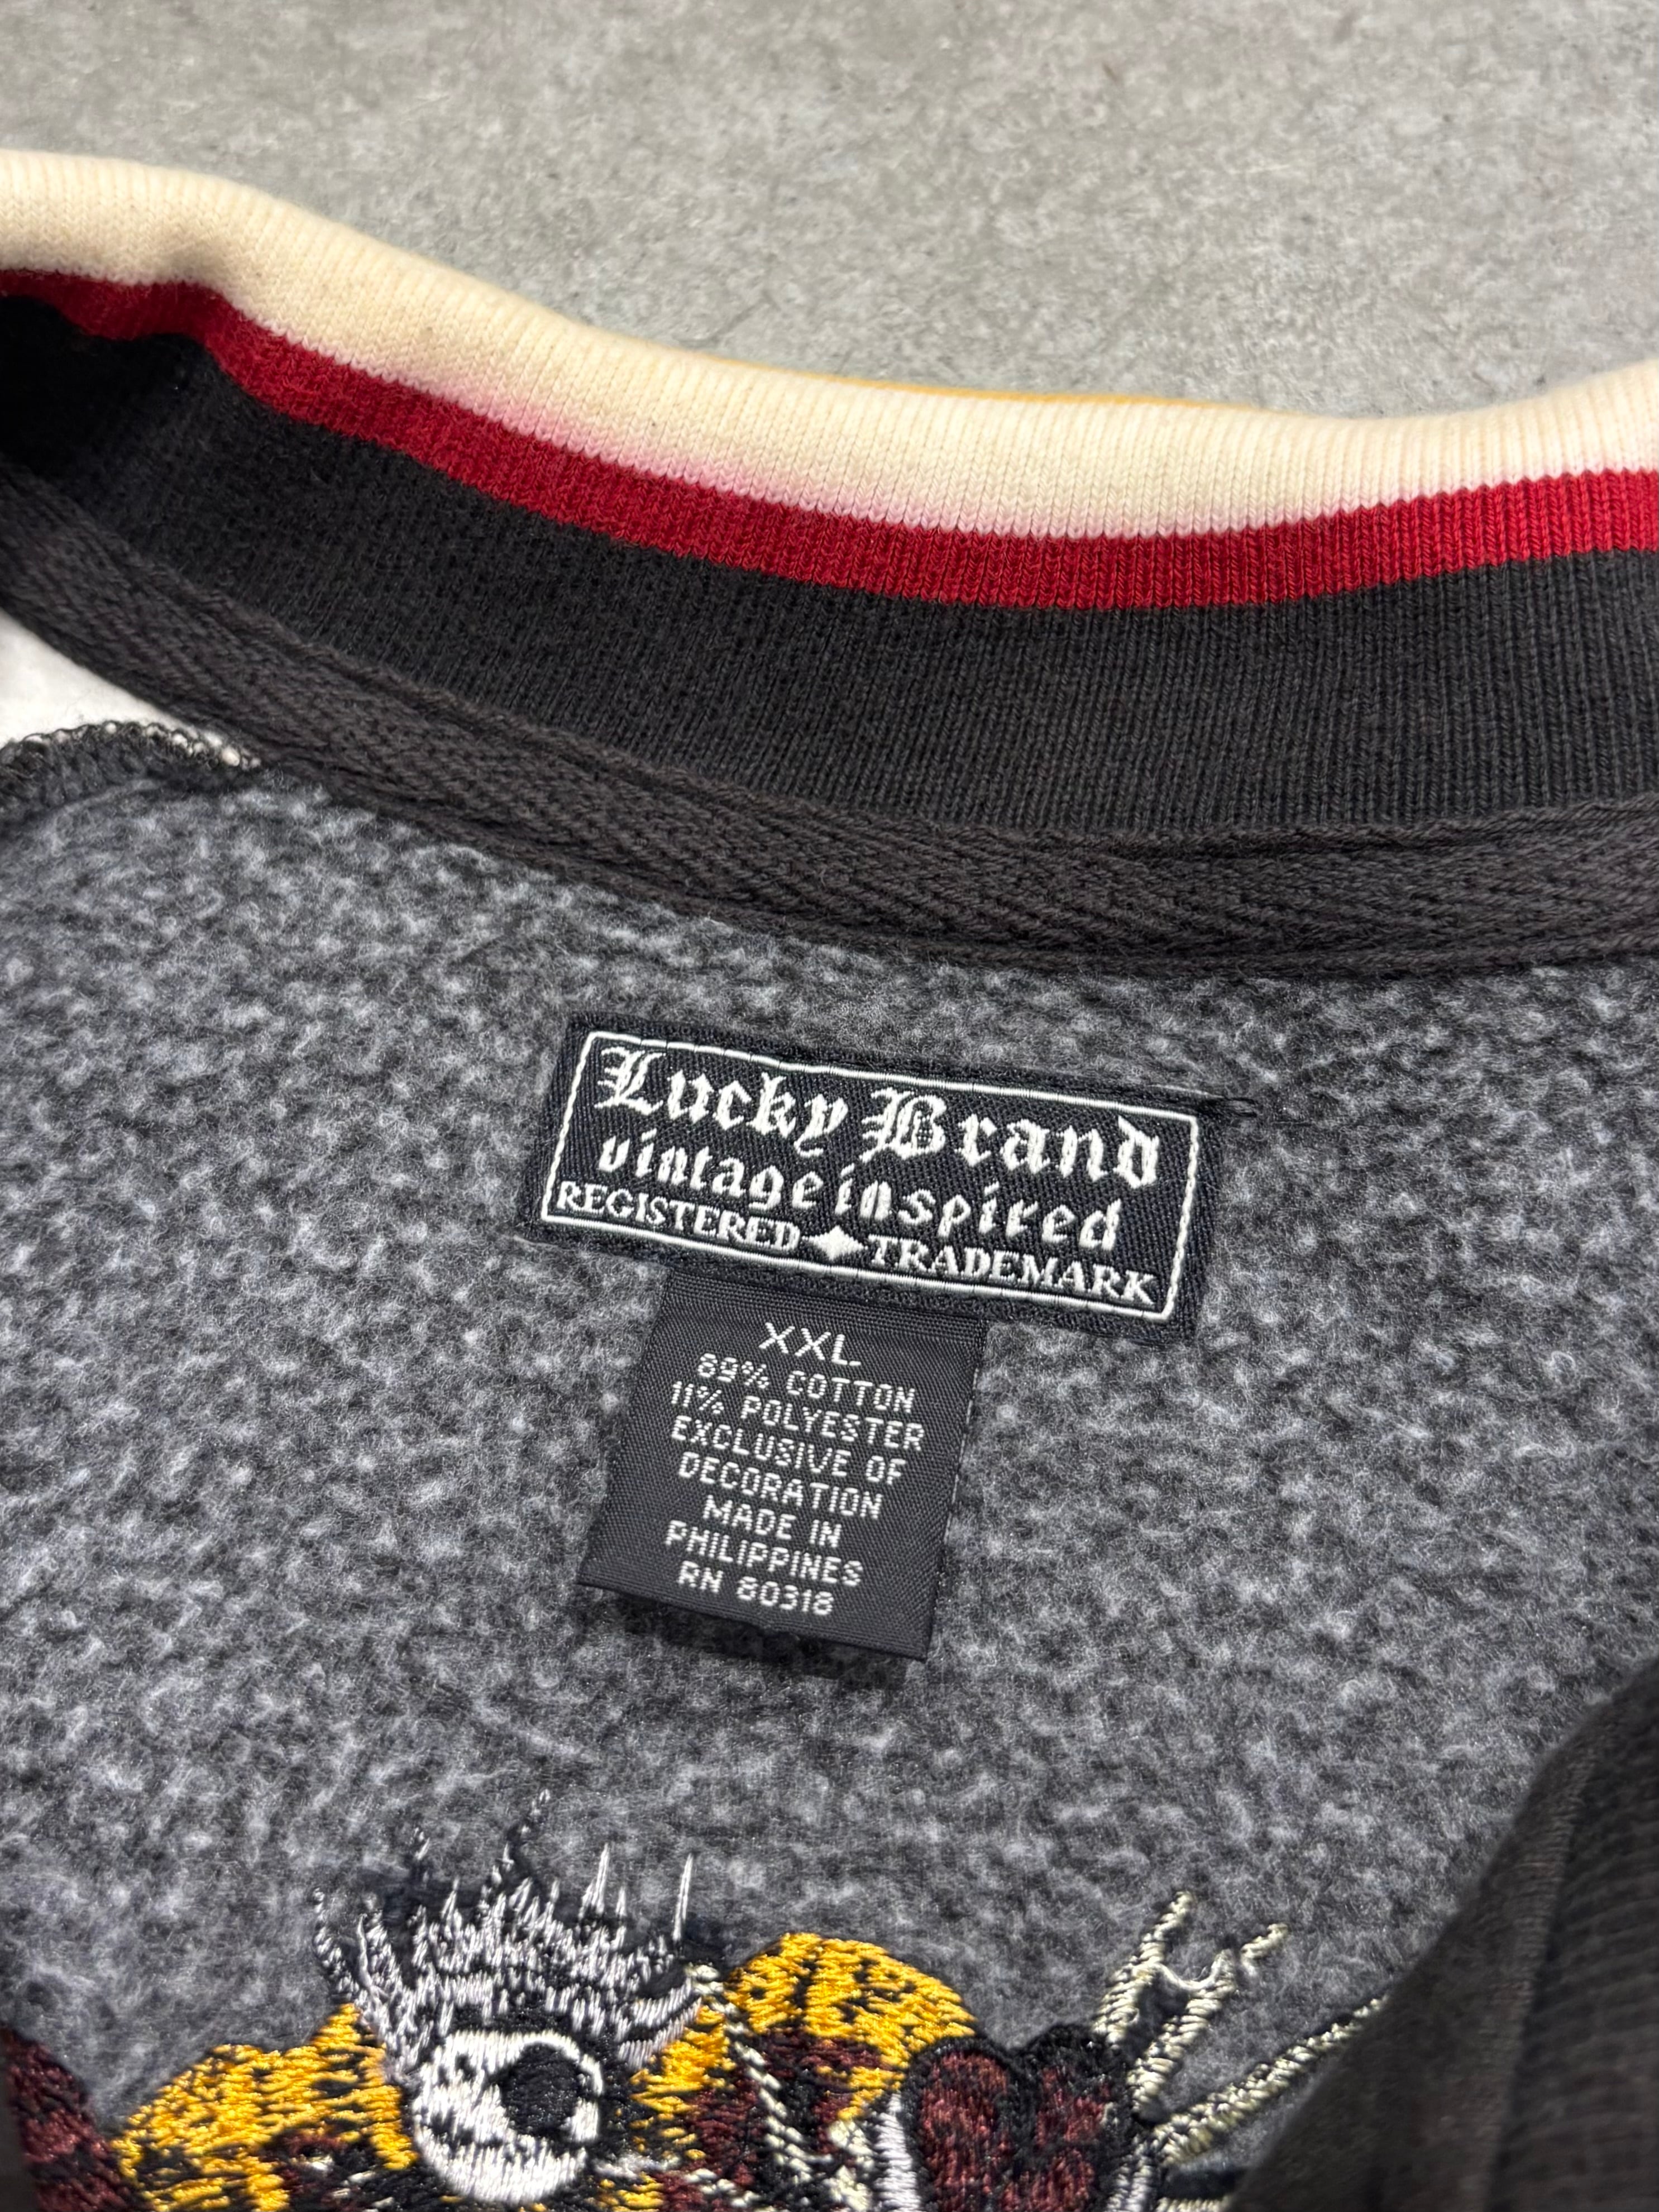 Lucky Brand
vintage inspired
REGISTERED TRADEMARK
XXL
89% COTTON
11% POLYESTER
EXCLUSIVE OF
DECORATION
MADE IN
PHILIPPINES
RN 80318